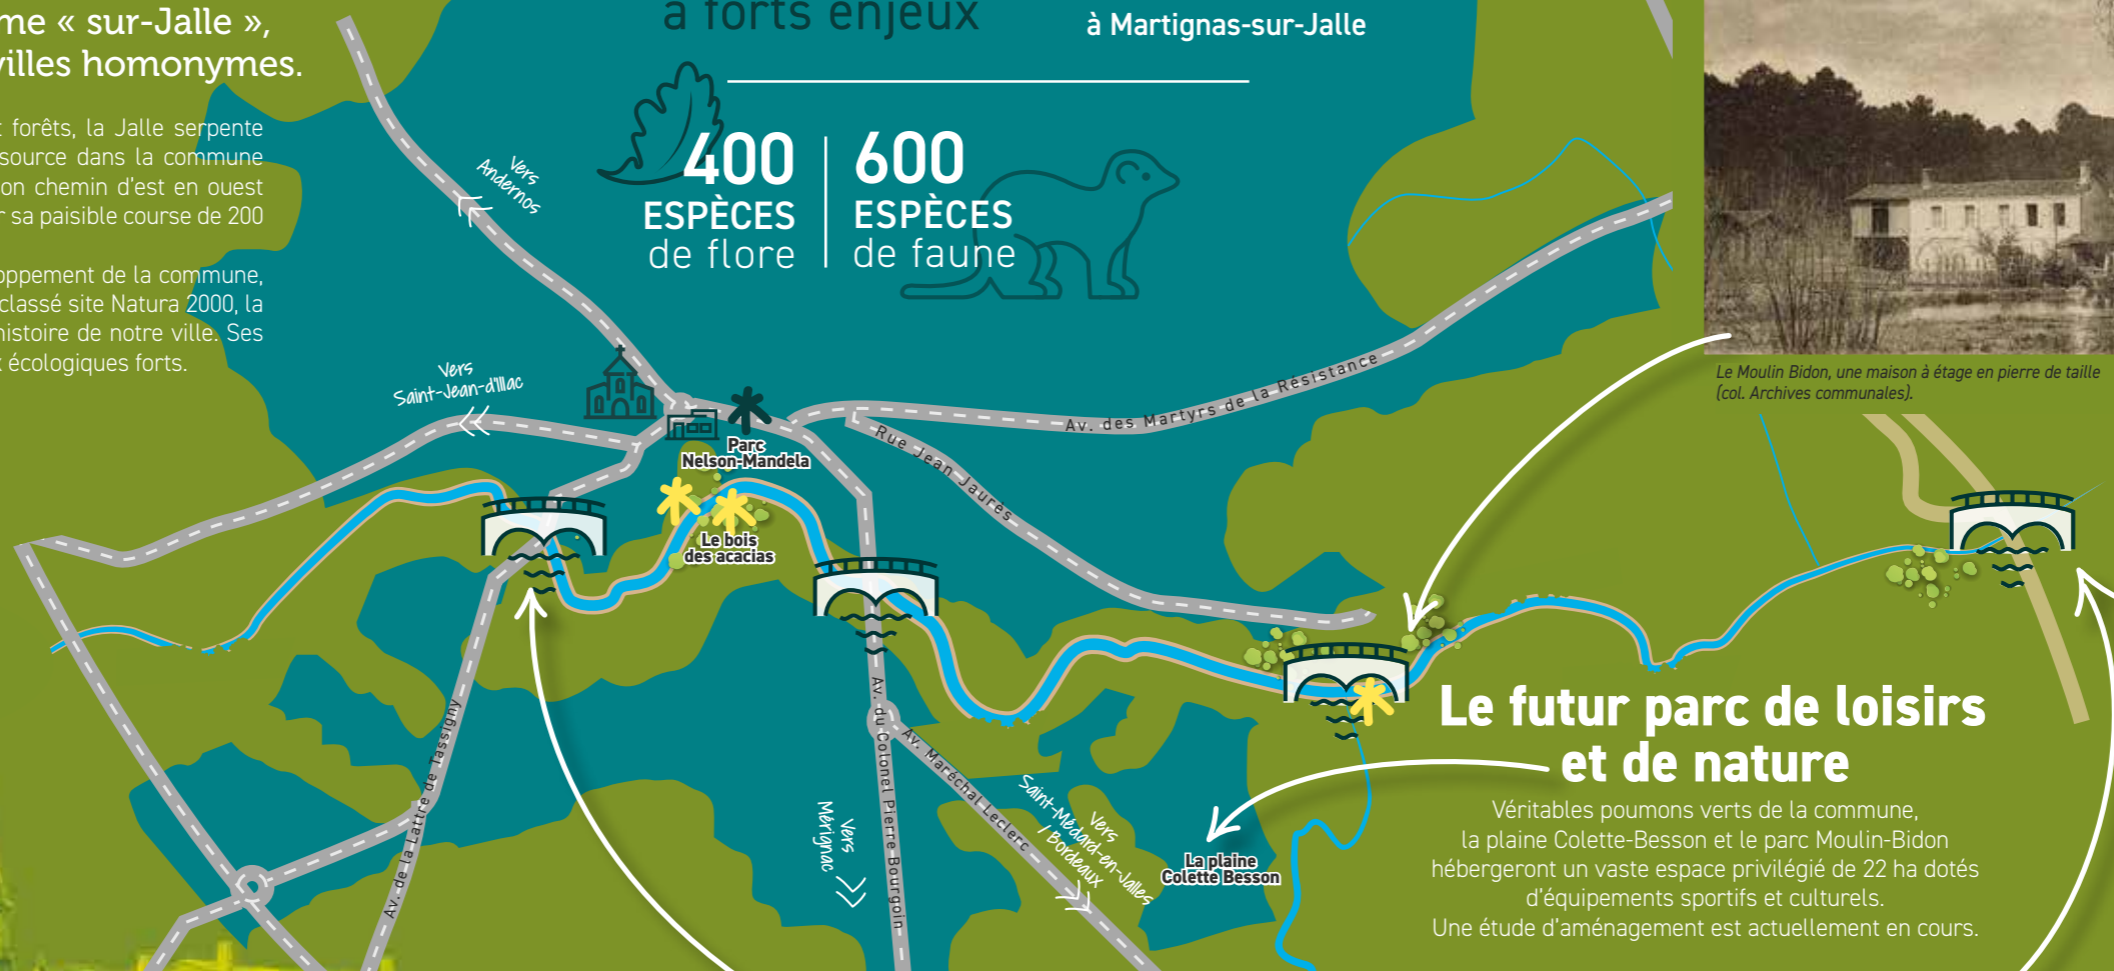 me « sur-Jalle »,
villes homonymes.
t forêts, la Jalle serpente
source dans la commune
on chemin d'est en ouest
r sa paisible course de 200
oppement de la commune,
classé site Natura 2000, la
histoire de notre ville. Ses
x écologiques forts.
à forts enjeux
à Martignas-sur-Jalle
400
ESPÈCES
de flore
600
ESPÈCES
de faune
Vers
Andernos
Vers
Saint-Jean-d'Illac
Parc
Nelson-Mandela
Le bois
des acacias
Av. des Martyrs de la Résistance
Rue Jean Jaurès
Av. de la Lattre de Tassigny
Av. du Colonel Pierre Bourgoin
Av. Maréchal Leclerc
Vers
Mérignac
Vers
Saint-Médard-en-Jalles
/ Bordeaux
La plaine
Colette Besson
Le Moulin Bidon, une maison à étage en pierre de taille
(col. Archives communales).
Le futur parc de loisirs
et de nature
Véritables poumons verts de la commune,
la plaine Colette-Besson et le parc Moulin-Bidon
hébergeront un vaste espace privilégié de 22 ha dotés
d'équipements sportifs et culturels.
Une étude d'aménagement est actuellement en cours.